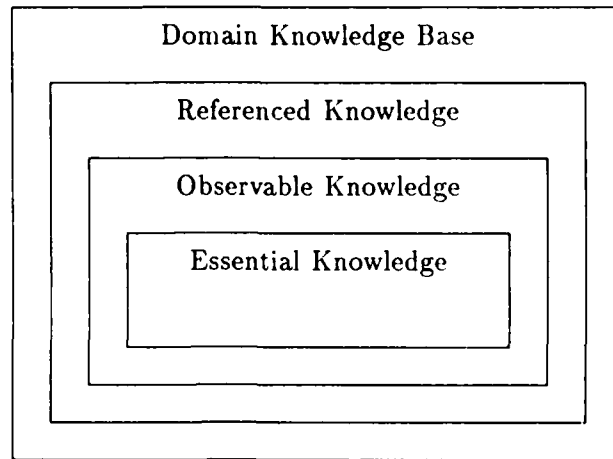 Domain Knowledge Base
Referenced Knowledge
Observable Knowledge
Essential Knowledge